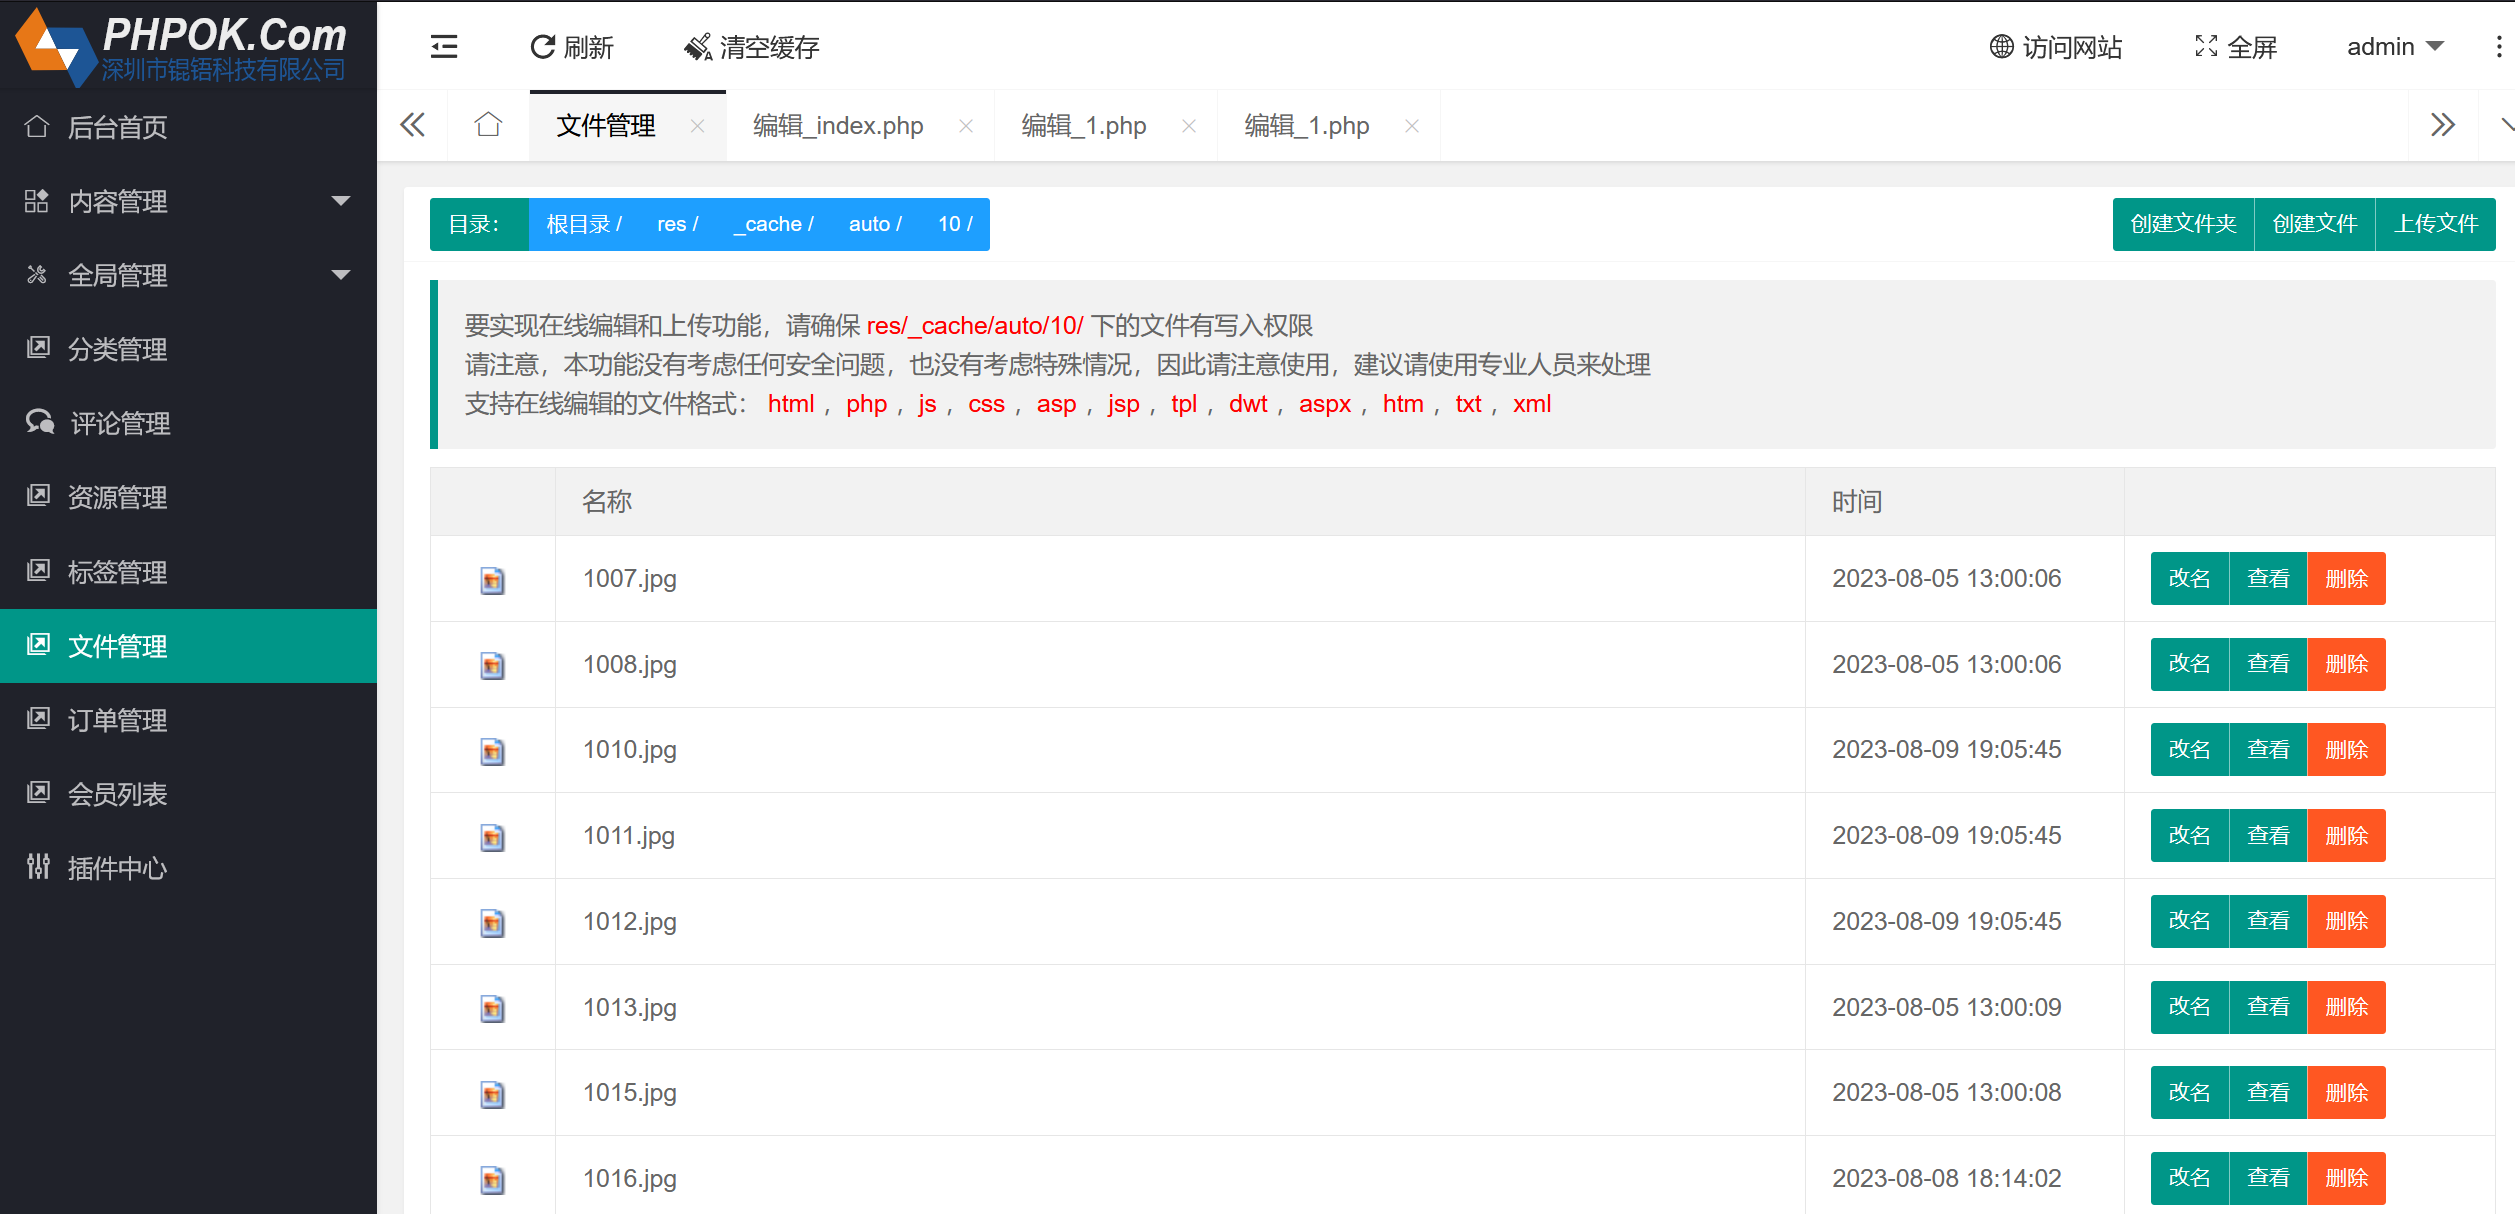 PHPOK.Com
深圳市锟铻科技有限公司
刷新
清空缓存
访问网站
全屏
admin
后台首页
内容管理
全局管理
分类管理
评论管理
资源管理
标签管理
文件管理
订单管理
会员列表
插件中心
文件管理
编辑_index.php
编辑_1.php
编辑_1.php
目录：
根目录 / res / _cache / auto / 10 /
创建文件夹 创建文件 上传文件
要实现在线编辑和上传功能，请确保 res/_cache/auto/10/ 下的文件有写入权限
请注意，本功能没有考虑任何安全问题，也没有考虑特殊情况，因此请注意使用，建议请使用专业人员来处理
支持在线编辑的文件格式： html ， php ， js ， css ， asp ， jsp ， tpl ， dwt ， aspx ， htm ， txt ， xml
名称 时间
1007.jpg 2023-08-05 13:00:06 改名 查看 删除
1008.jpg 2023-08-05 13:00:06 改名 查看 删除
1010.jpg 2023-08-09 19:05:45 改名 查看 删除
1011.jpg 2023-08-09 19:05:45 改名 查看 删除
1012.jpg 2023-08-09 19:05:45 改名 查看 删除
1013.jpg 2023-08-05 13:00:09 改名 查看 删除
1015.jpg 2023-08-05 13:00:08 改名 查看 删除
1016.jpg 2023-08-08 18:14:02 改名 查看 删除